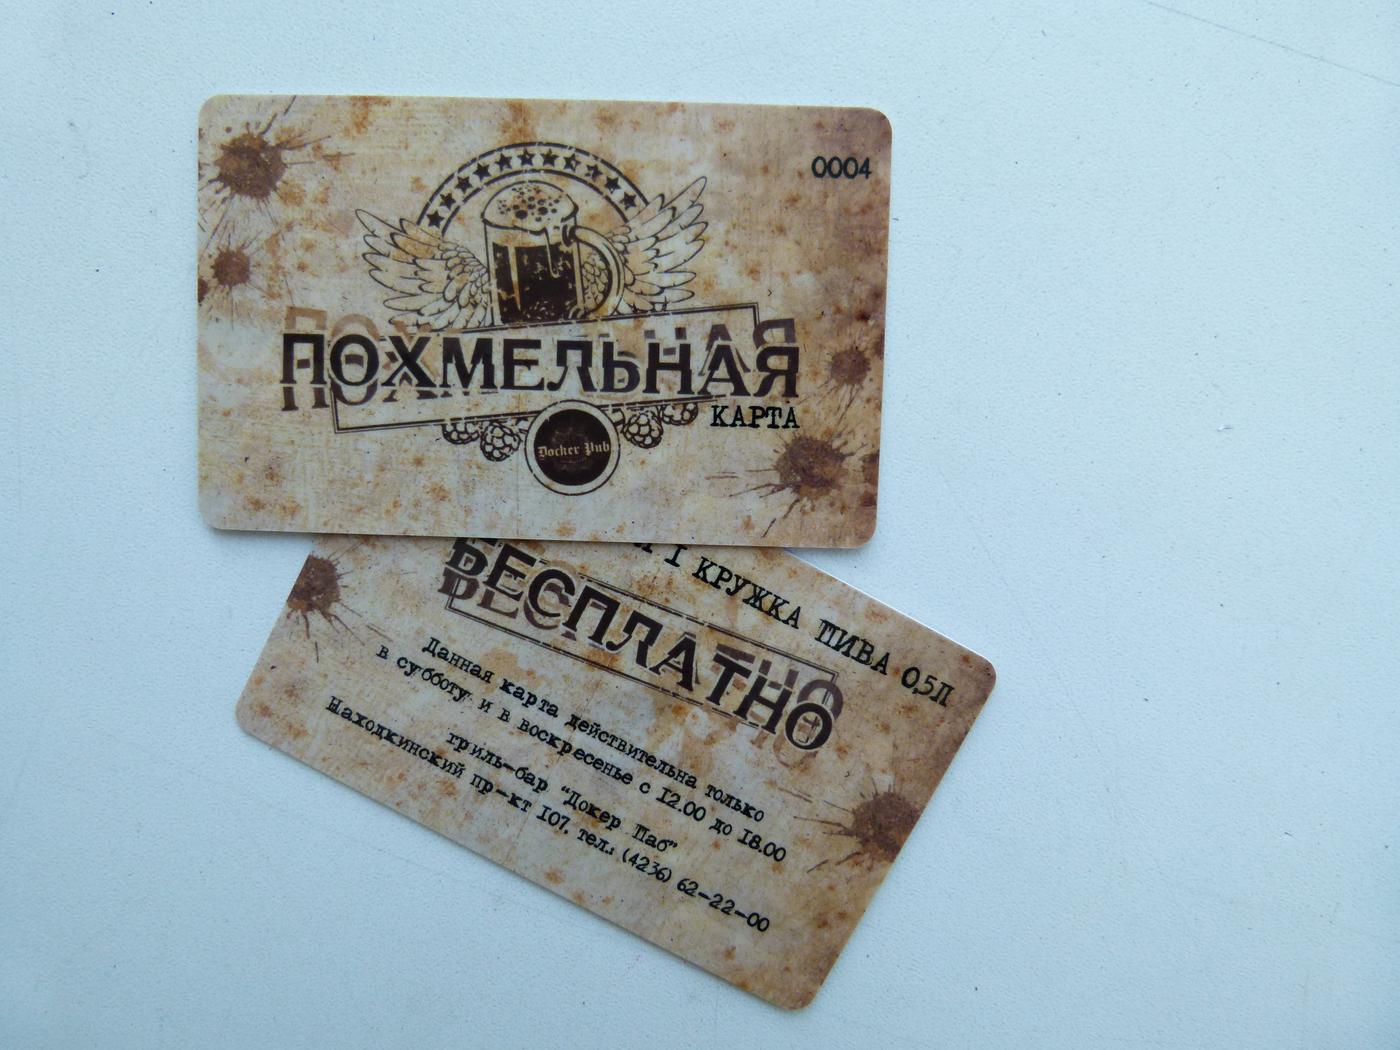 0004
ПОХМЕЛЬНАЯ
КАРТА
Docker Pub
1 КРУЖКА ПИВА 0,5Л
БЕСПЛАТНО
Данная карта действительна только
в субботу и в воскресенье с 12.00 до 18.00
гриль-бар "Докер Паб"
Находкинский пр-кт 107, тел.: (4236) 62-22-00